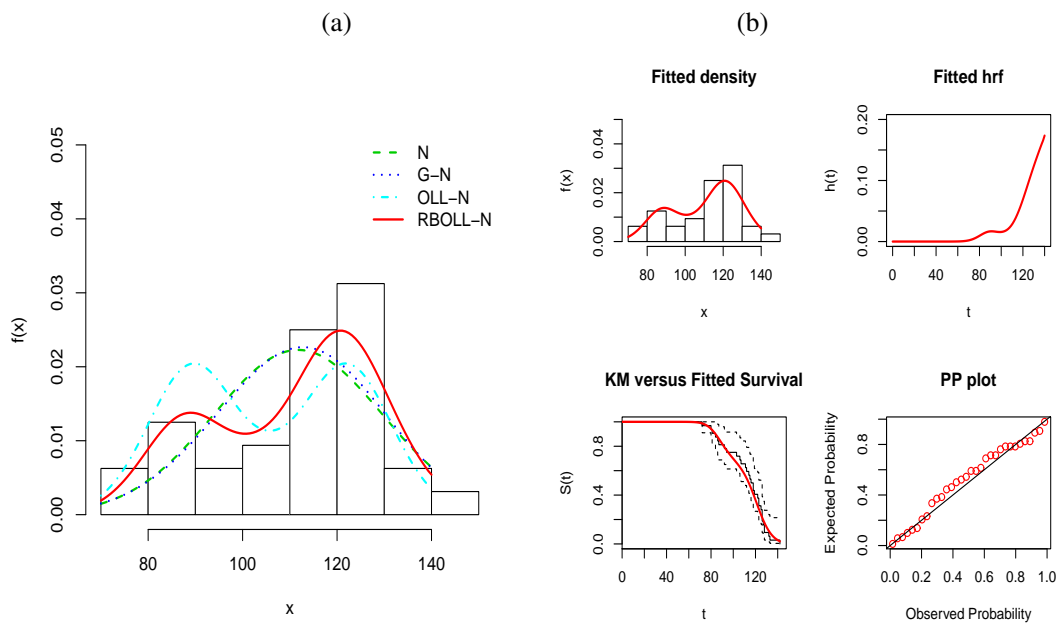 (a)
0.05
0.04
0.03
0.02
0.01
0.00
f(x)
80 100 120 140
x
N
G−N
OLL−N
RBOLL−N
(b)
Fitted density
0.04
0.02
0.00
f(x)
80 100 120 140
x
Fitted hrf
0.20
0.10
0.00
h(t)
0 40 80 120
t
KM versus Fitted Survival
0.8
0.4
0.0
S(t)
0 20 60 100 140
t
PP plot
0.8
0.4
0.0
Expected Probability
0.0 0.2 0.4 0.6 0.8 1.0
Observed Probability